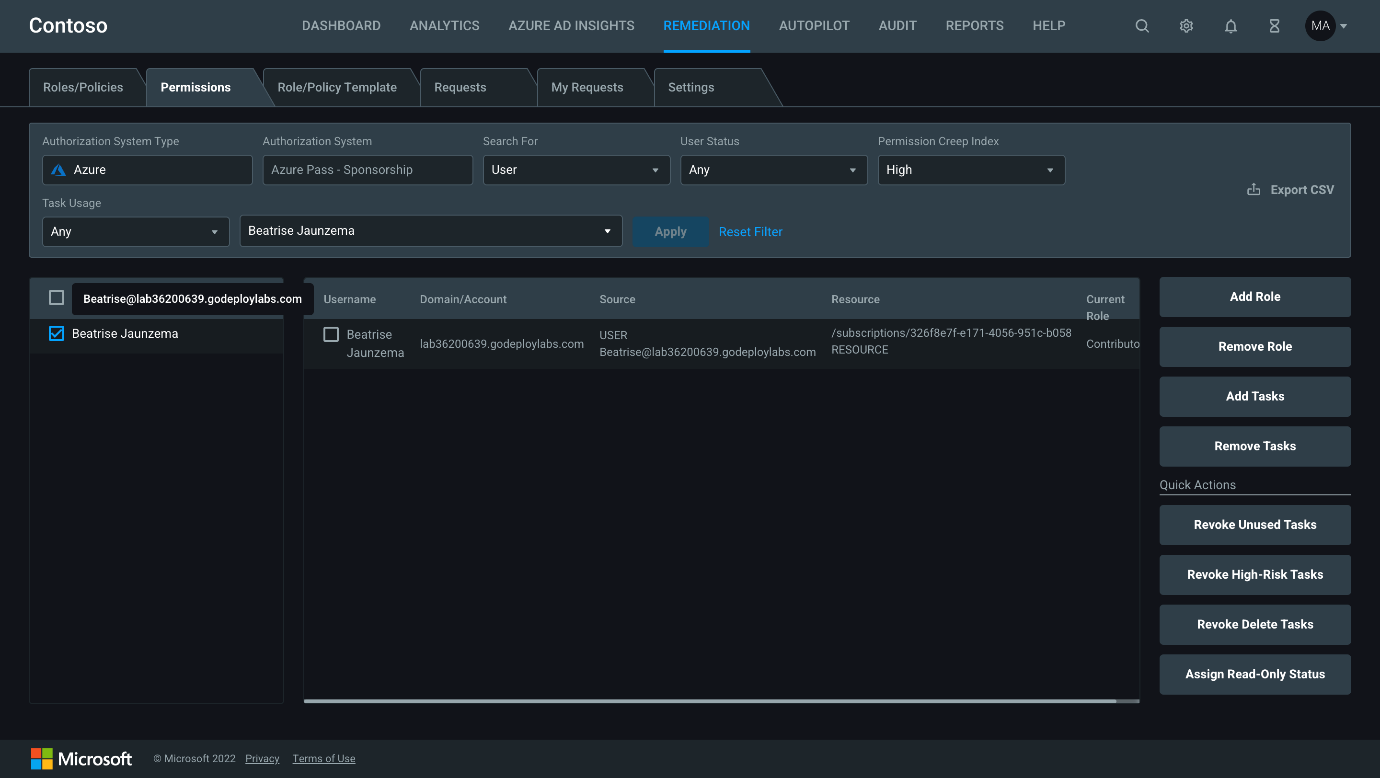 Contoso
DASHBOARD ANALYTICS AZURE AD INSIGHTS REMEDIATION AUTOPILOT AUDIT REPORTS HELP MA
Roles/Policies Permissions Role/Policy Template Requests My Requests Settings
Authorization System Type Authorization System Search For User Status Permission Creep Index
Azure Azure Pass - Sponsorship User Any High
Export CSV
Task Usage
Any Beatrise Jaunzema Apply Reset Filter
Beatrise@lab36200639.godeploylabs.com
Beatrise Jaunzema
Username Domain/Account Source Resource Current
Role
Beatrise
Jaunzema
lab36200639.godeploylabs.com
USER
Beatrise@lab36200639.godeploylabs.com
/subscriptions/326f8e7f-e171-4056-951c-b058
RESOURCE
Contributo
Add Role
Remove Role
Add Tasks
Remove Tasks
Quick Actions
Revoke Unused Tasks
Revoke High-Risk Tasks
Revoke Delete Tasks
Assign Read-Only Status
Microsoft © Microsoft 2022 Privacy Terms of Use